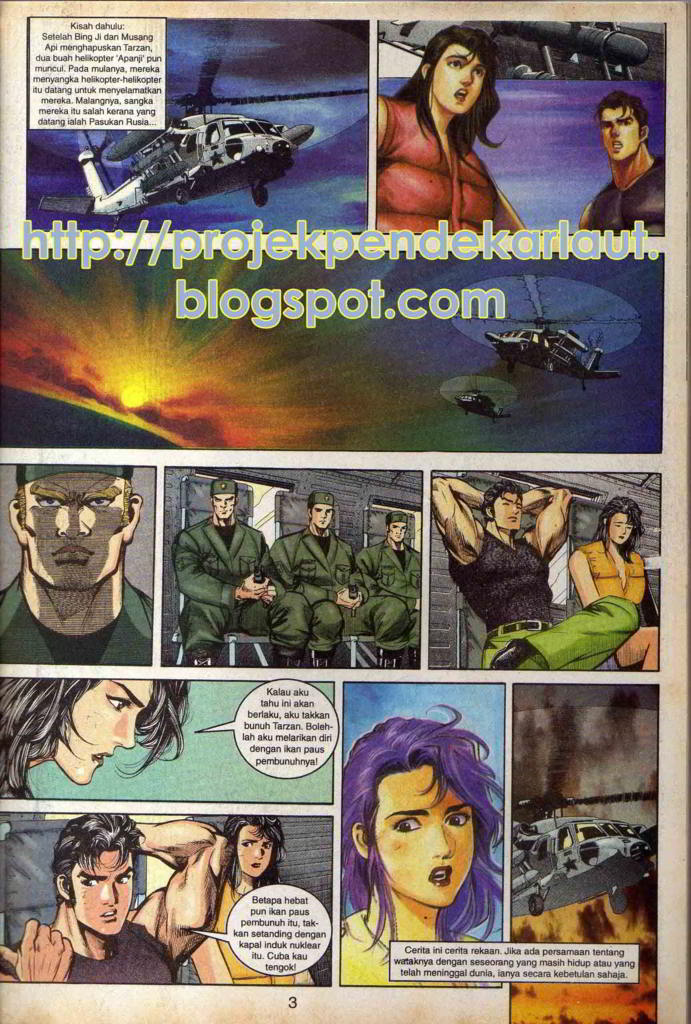 Kisah dahulu:
Setelah Bing Ji dan Musang
Api menghapuskan Tarzan,
dua buah helikopter 'Apanji' pun
muncul. Pada mulanya, mereka
menyangka helikopter-helikopter
itu datang untuk menyelamatkan
mereka. Malangnya, sangka
mereka itu salah kerana yang
datang ialah Pasukan Rusia...
http://projekpendekarlaut.
blogspot.com
Kalau aku
tahu ini akan
berlaku, aku takkan
bunuh Tarzan. Boleh-
lah aku melarikan diri
dengan ikan paus
pembunuhnya!
Betapa hebat
pun ikan paus
pembunuh itu, tak-
kan setanding dengan
kapal induk nuklear
itu. Cuba kau
tengok!
Cerita ini cerita rekaan. Jika ada persamaan tentang
wataknya dengan seseorang yang masih hidup atau yang
telah meninggal dunia, ianya secara kebetulan sahaja.
3